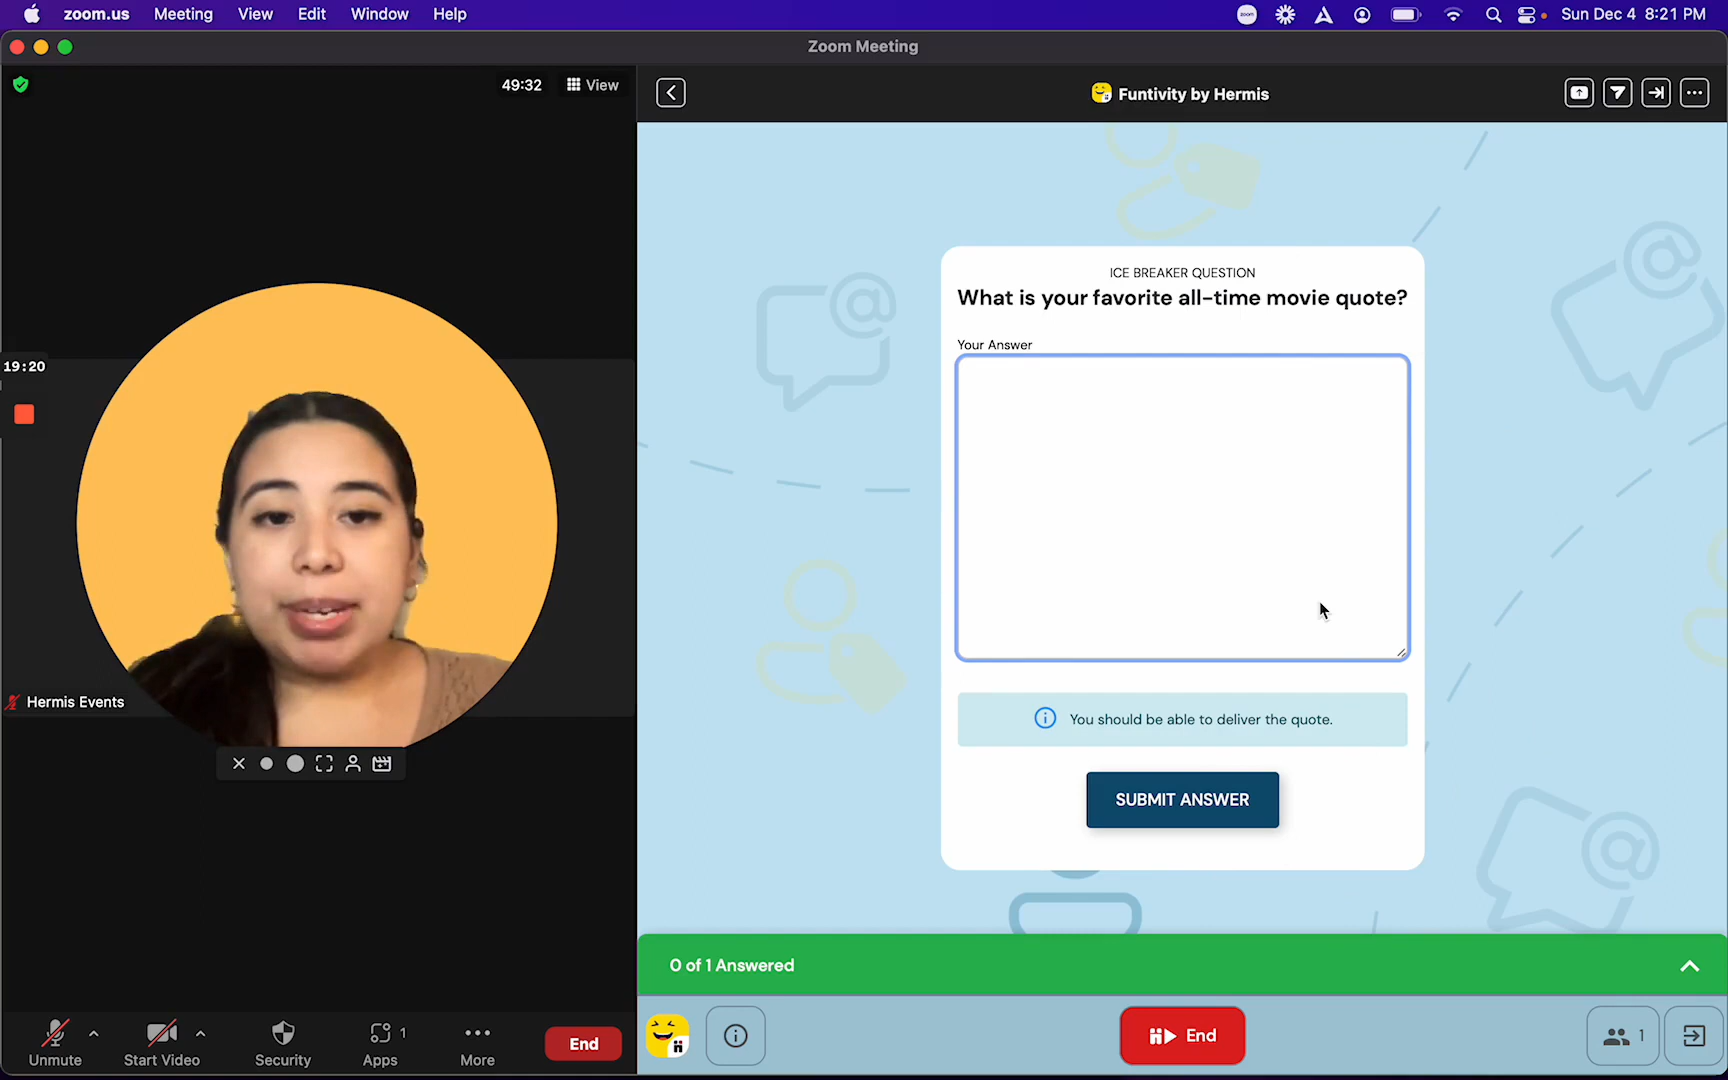 zoom.us Meeting View Edit Window Help
Sun Dec 4 8:21 PM
Zoom Meeting
49:32 View
Funtivity by Hermis
ICE BREAKER QUESTION
What is your favorite all-time movie quote?
Your Answer
19:20
Hermis Events
You should be able to deliver the quote.
SUBMIT ANSWER
0 of 1 Answered
Unmute
Start Video
Security
Apps 1
More
End
End
1